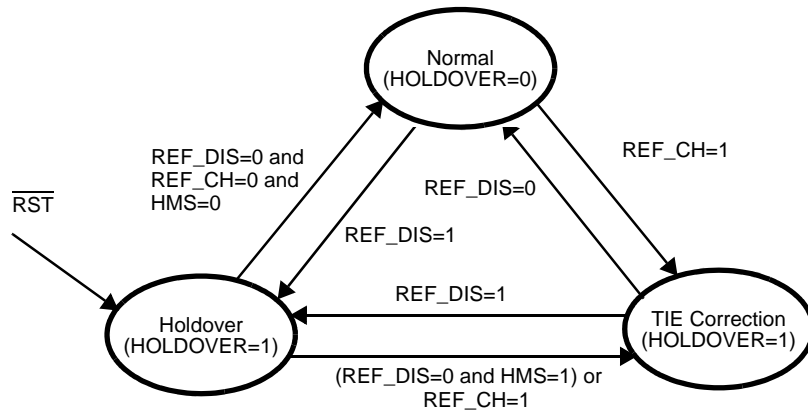 Normal
(HOLDOVER=0)
REF_DIS=0 and
REF_CH=0 and
HMS=0
REF_CH=1
REF_DIS=0
RST
REF_DIS=1
REF_DIS=1
Holdover
(HOLDOVER=1)
TIE Correction
(HOLDOVER=1)
(REF_DIS=0 and HMS=1) or
REF_CH=1